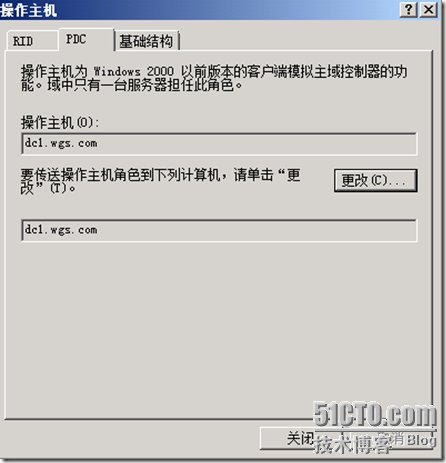 操作主机
RID
PDC
基础结构
操作主机为 Windows 2000 以前版本的客户端模拟主域控制器的功
能。域中只有一台服务器担任此角色。
操作主机(O):
dc1.wgs.com
要传送操作主机角色到下列计算机，请单击“更
改”(T)。
更改(C)...
dc1.wgs.com
关闭
51CTO.com
技术博客
Blog